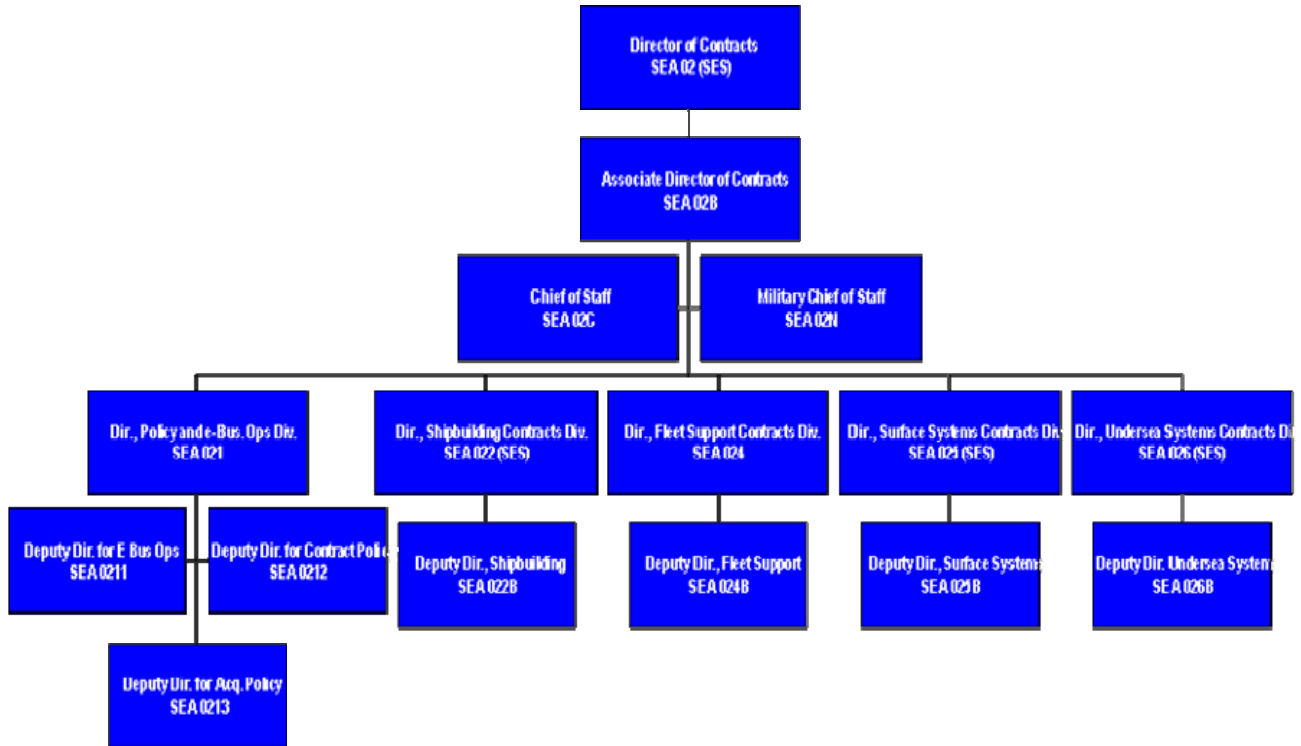 Director of Contracts
SEA 02 (SES)
Associate Director of Contracts
SEA 02B
Chief of Staff
SEA 02C
Military Chief of Staff
SEA 02N
Dir., Policy and e-Bus. Ops Div.
SEA 021
Dir., Shipbuilding Contracts Div.
SEA 022 (SES)
Dir., Fleet Support Contracts Div.
SEA 024
Dir., Surface Systems Contracts Div
SEA 025 (SES)
Dir., Undersea Systems Contracts Di
SEA 026 (SES)
Deputy Dir. for E Bus Ops
SEA 0211
Deputy Dir. for Contract Policy
SEA 0212
Deputy Dir., Shipbuilding
SEA 022B
Deputy Dir., Fleet Support
SEA 024B
Deputy Dir., Surface Systems
SEA 025B
Deputy Dir. Undersea System
SEA 026B
Deputy Dir. for Acq. Policy
SEA 0213